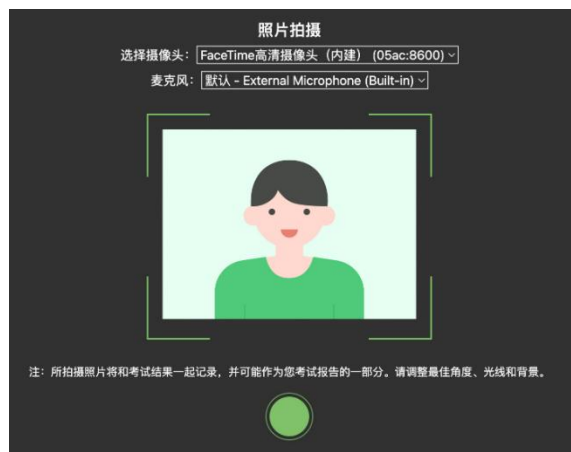 照片拍摄
选择摄像头： FaceTime高清摄像头（内建） (05ac:8600)
麦克风： 默认 - External Microphone (Built-in)
注：所拍摄照片将和考试结果一起记录，并可能作为您考试报告的一部分。请调整最佳角度、光线和背景。